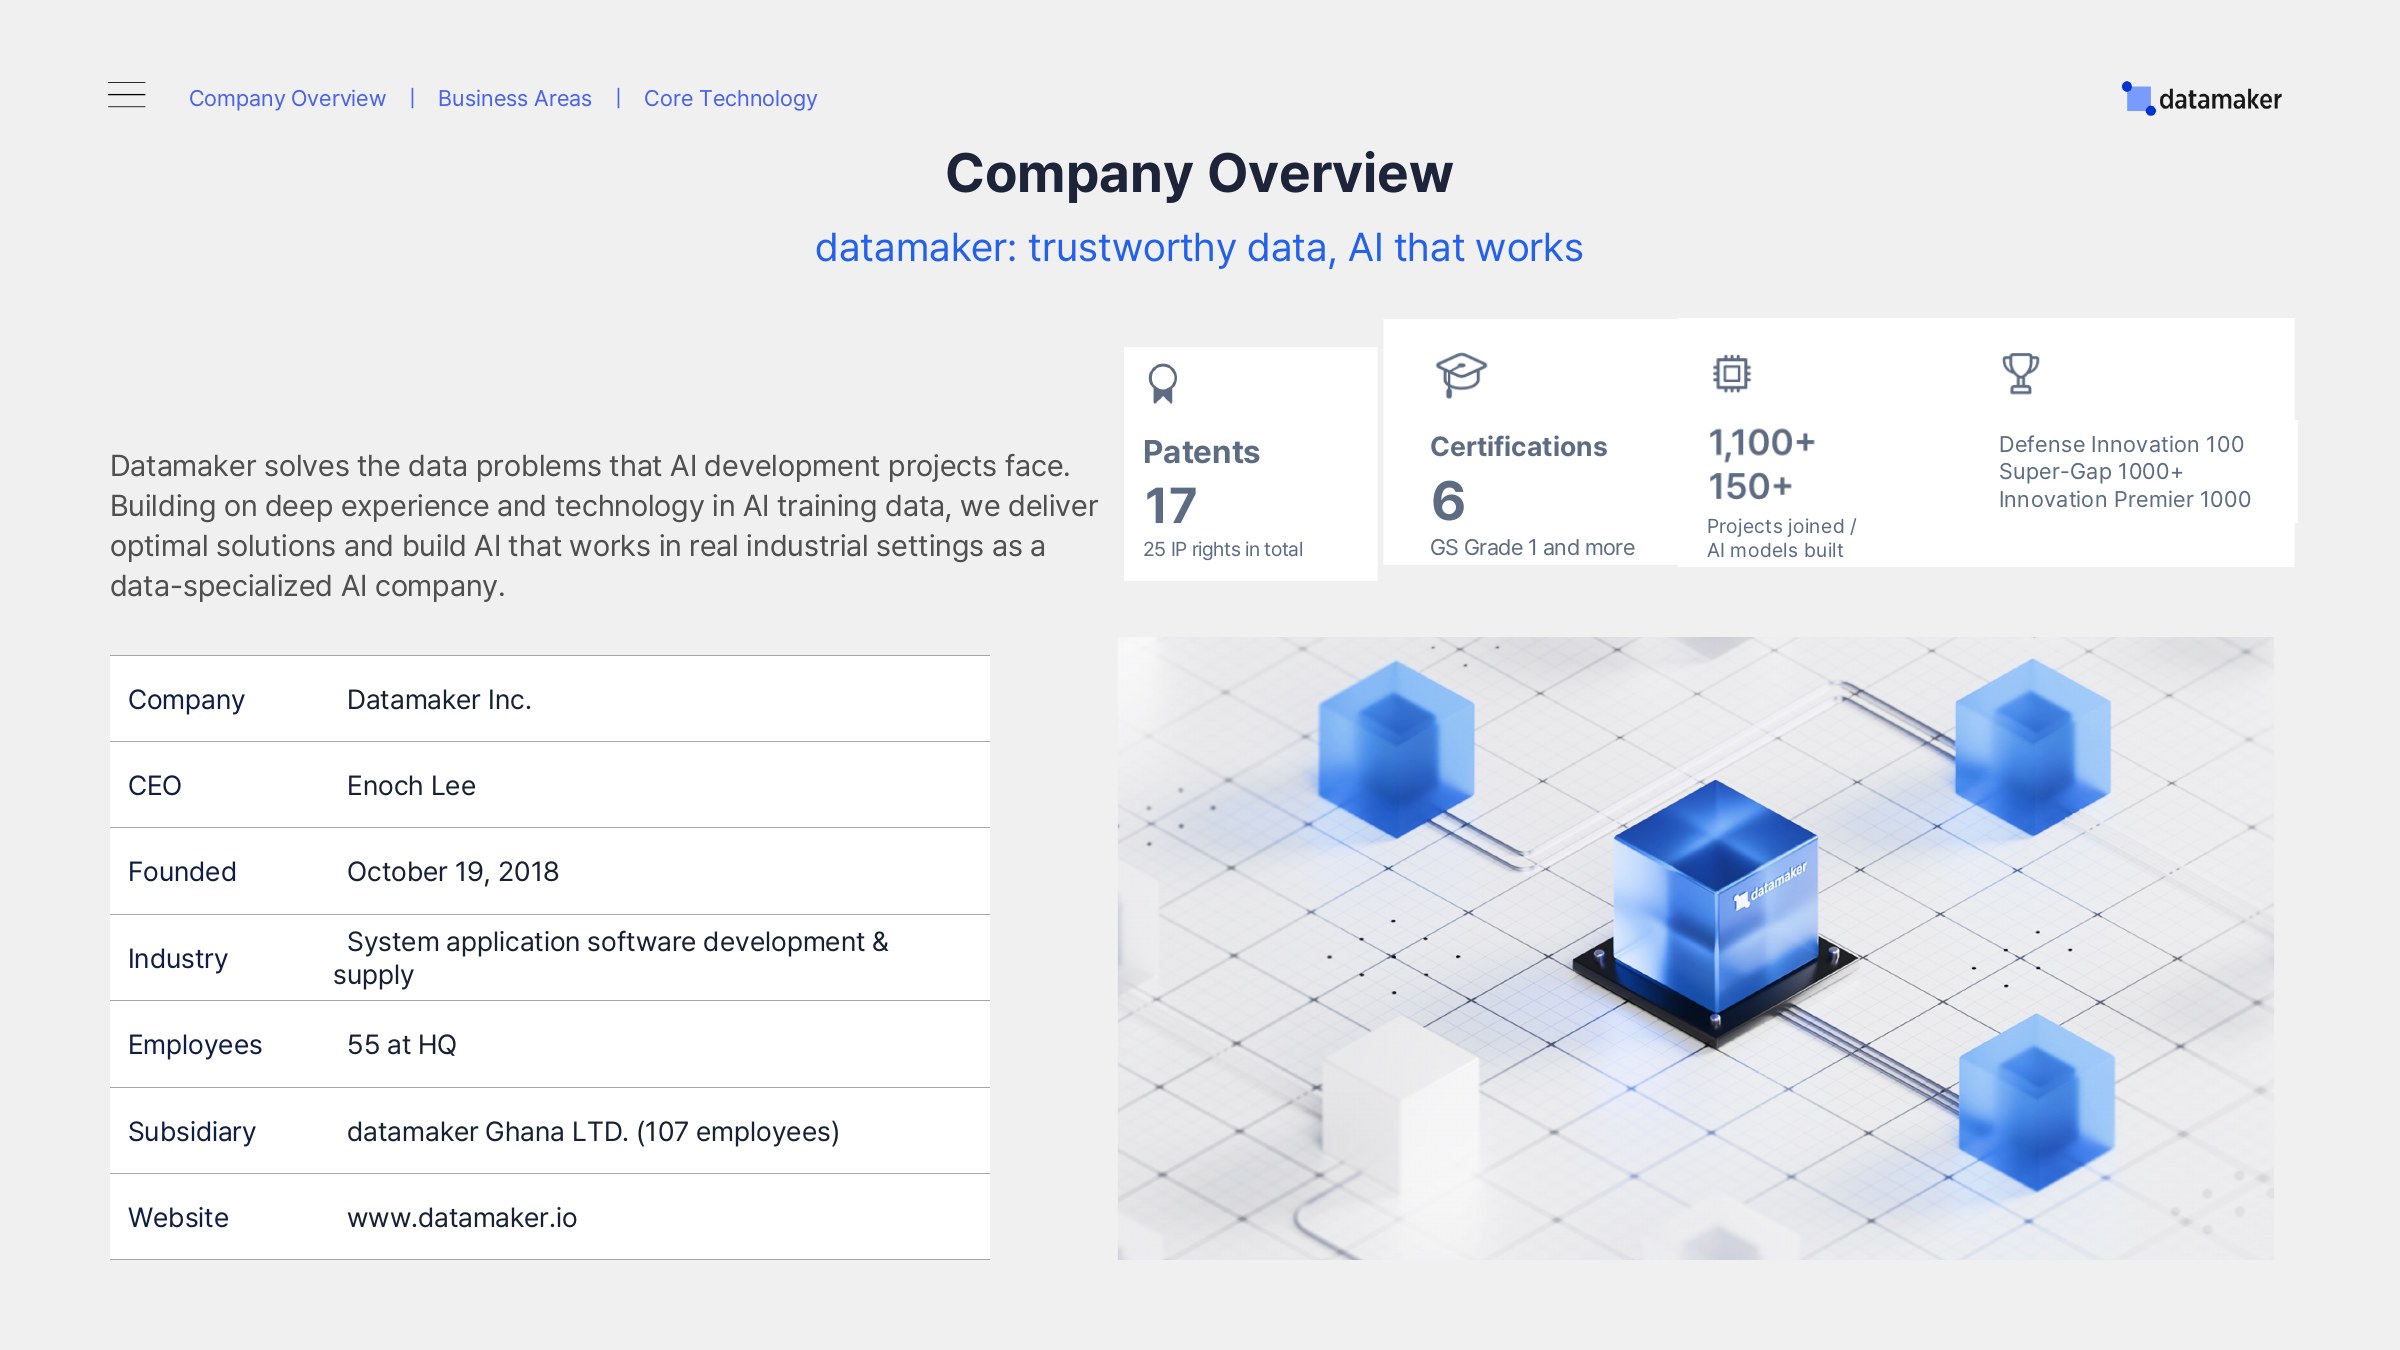 Company Overview | Business Areas | Core Technology
datamaker
Company Overview
datamaker: trustworthy data, AI that works
Datamaker solves the data problems that AI development projects face.
Building on deep experience and technology in AI training data, we deliver
optimal solutions and build AI that works in real industrial settings as a
data-specialized AI company.
Patents
17
25 IP rights in total
Certifications
6
GS Grade 1 and more
1,100+
150+
Projects joined /
AI models built
Defense Innovation 100
Super-Gap 1000+
Innovation Premier 1000
Company Datamaker Inc.
CEO Enoch Lee
Founded October 19, 2018
Industry System application software development &
supply
Employees 55 at HQ
Subsidiary datamaker Ghana LTD. (107 employees)
Website www.datamaker.io
datamaker